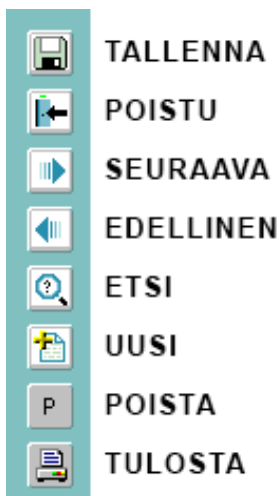 TALLENNA
POISTU
SEURAAVA
EDELLINEN
? ETSI
UUSI
P POISTA
TULOSTA